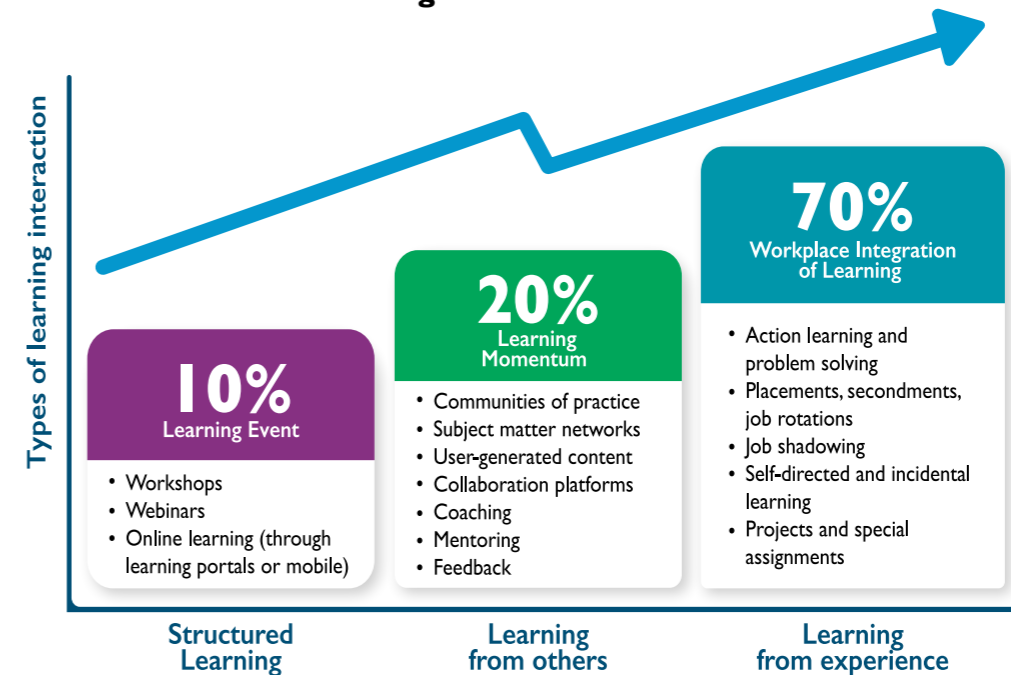 Types of learning interaction
10%
Learning Event
• Workshops
• Webinars
• Online learning (through
learning portals or mobile)
Structured
Learning
20%
Learning
Momentum
• Communities of practice
• Subject matter networks
• User-generated content
• Collaboration platforms
• Coaching
• Mentoring
• Feedback
Learning
from others
70%
Workplace Integration
of Learning
• Action learning and
problem solving
• Placements, secondments,
job rotations
• Job shadowing
• Self-directed and incidental
learning
• Projects and special
assignments
Learning
from experience